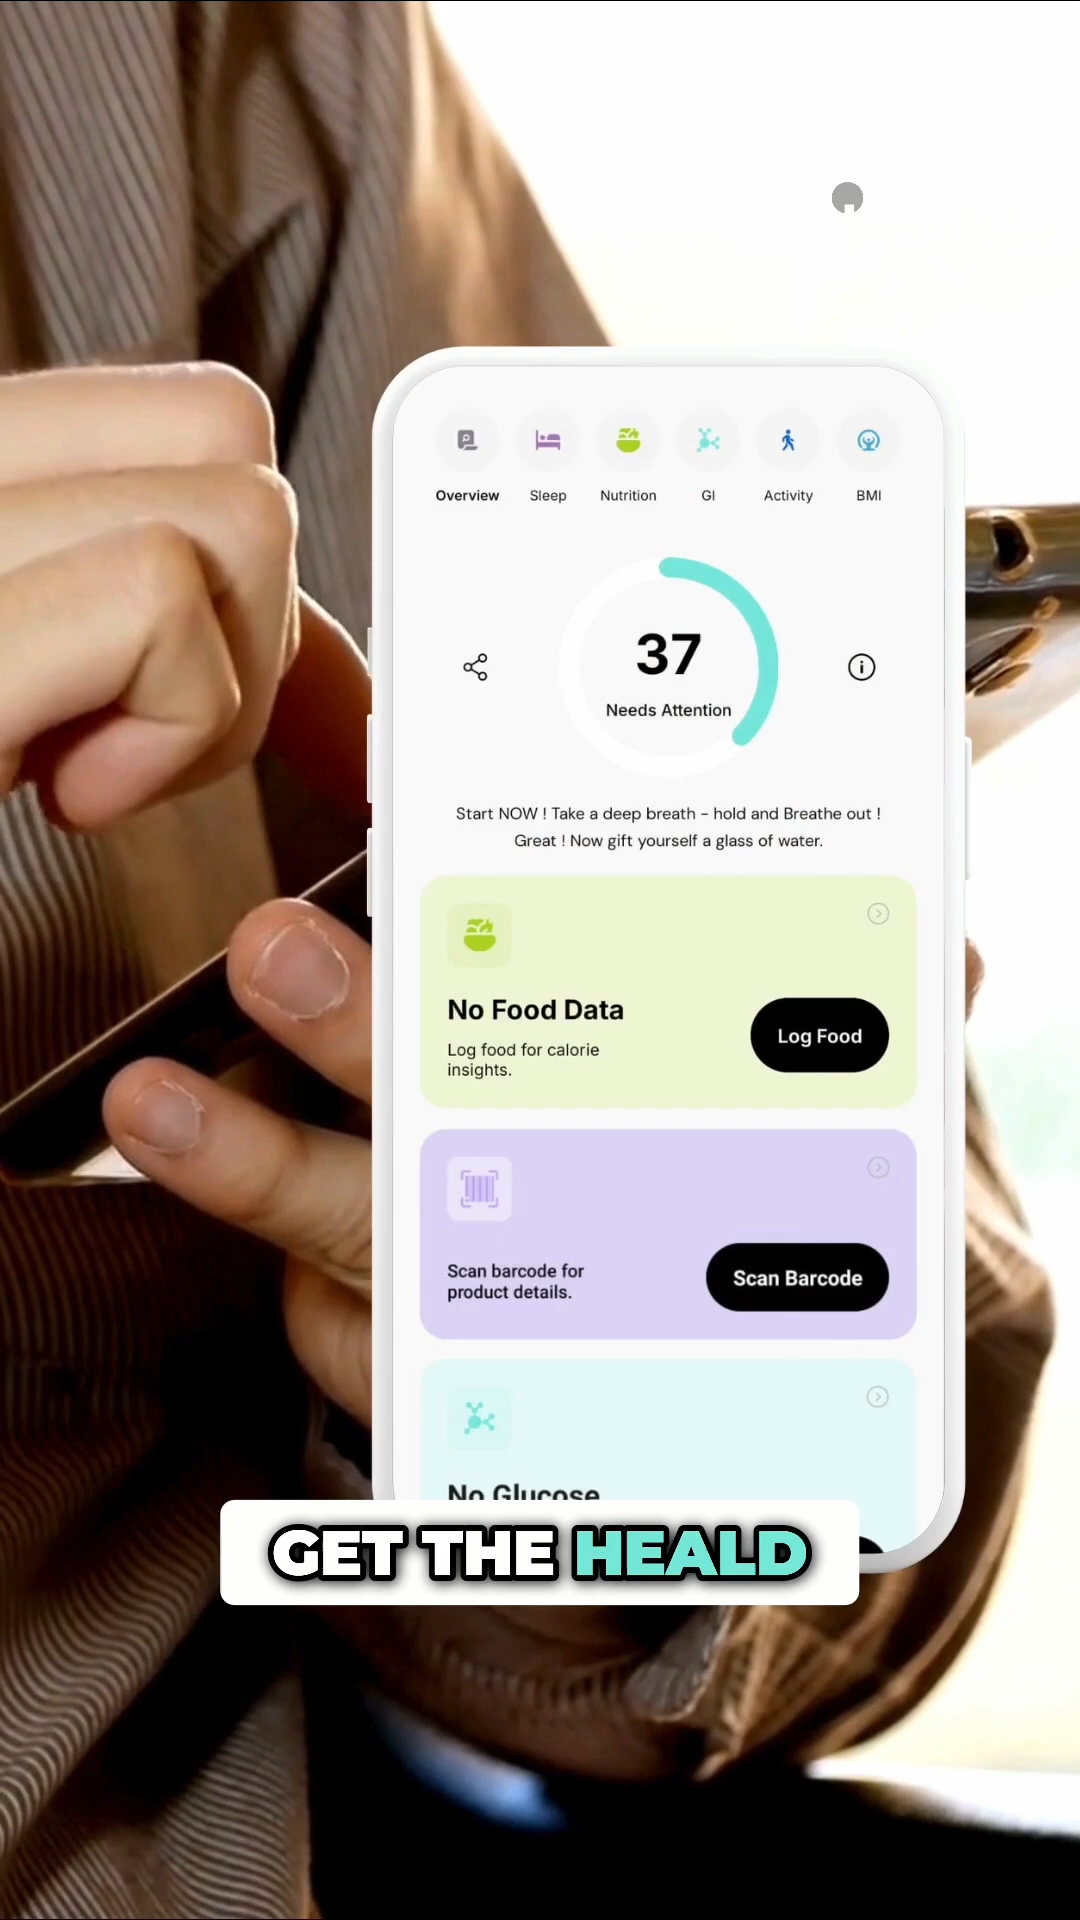 Overview Sleep Nutrition GI Activity BMI
37
Needs Attention
Start NOW ! Take a deep breath - hold and Breathe out !
Great ! Now gift yourself a glass of water.
No Food Data
Log food for calorie
insights.
Log Food
Scan barcode for
product details.
Scan Barcode
No Glucose
GET THE HEALD